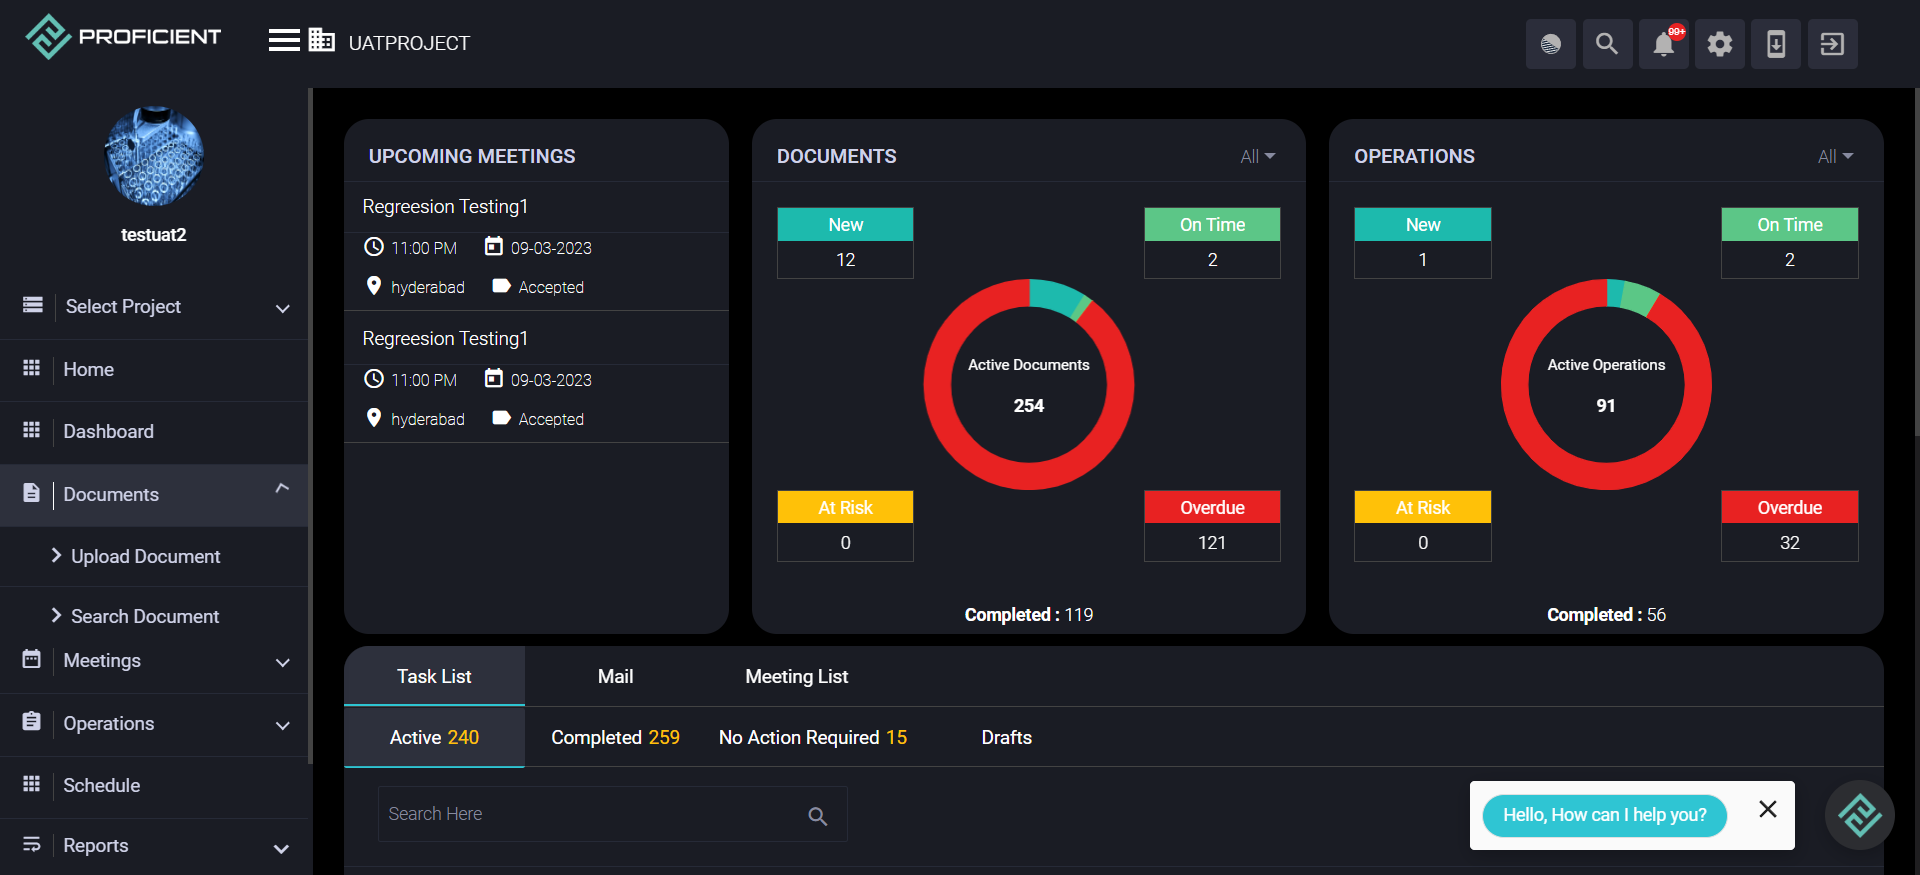 PROFICIENT
UATPROJECT
99+
testuat2
Select Project
Home
Dashboard
Documents
Upload Document
Search Document
Meetings
Operations
Schedule
Reports
UPCOMING MEETINGS
Regreesion Testing1
11:00 PM 09-03-2023
hyderabad Accepted
Regreesion Testing1
11:00 PM 09-03-2023
hyderabad Accepted
DOCUMENTS All
New On Time
12 2
Active Documents
254
At Risk Overdue
0 121
Completed : 119
OPERATIONS All
New On Time
1 2
Active Operations
91
At Risk Overdue
0 32
Completed : 56
Task List Mail Meeting List
Active 240 Completed 259 No Action Required 15 Drafts
Search Here
Hello, How can I help you?